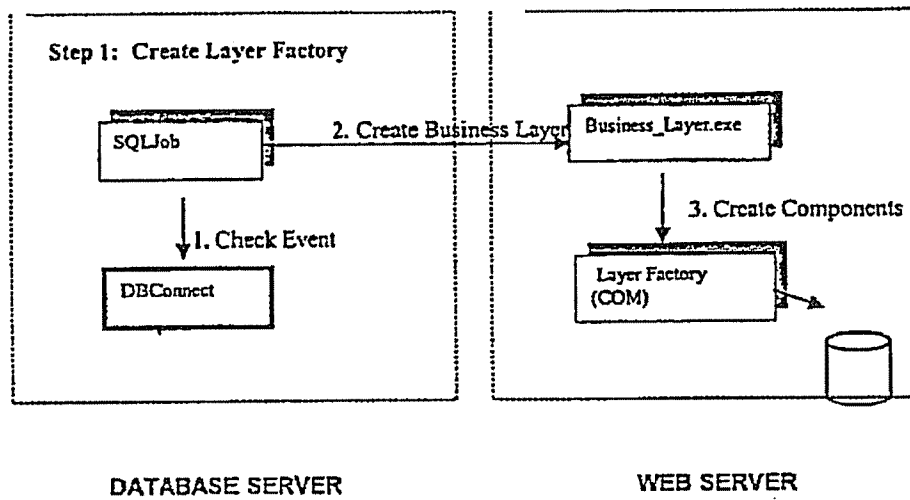 Step 1: Create Layer Factory
SQLJob
2. Create Business Layer
Business_Layer.exe
1. Check Event
3. Create Components
DBConnect
Layer Factory
(COM)
DATABASE SERVER
WEB SERVER